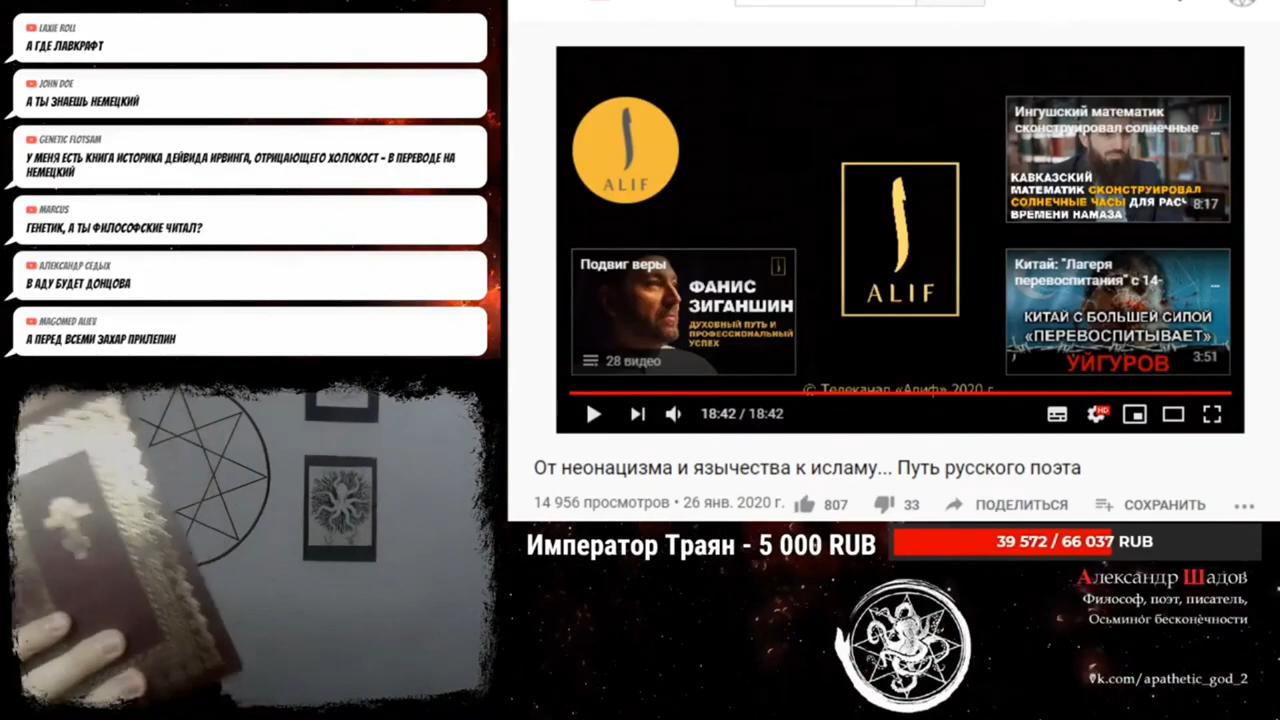 LAXIE ROLL
А ГДЕ ЛАВКРАФТ
JOHN DOE
А ТЫ ЗНАЕШЬ НЕМЕЦКИЙ
GENETIC FLOTSAM
У МЕНЯ ЕСТЬ КНИГА ИСТОРИКА ДЕЙВИДА ИРВИНГА, ОТРИЦАЮЩЕГО ХОЛОКОСТ - В ПЕРЕВОДЕ НА
НЕМЕЦКИЙ
MARCUS
ГЕНЕТИК, А ТЫ ФИЛОСОФСКИЕ ЧИТАЛ?
АЛЕКСАНДР СЕДЫХ
В АДУ БУДЕТ ДОНЦОВА
MAGOMED ALIEV
А ПЕРЕД ВСЕМИ ЗАХАР ПРИЛЕПИН
ALIF
Подвиг веры
ФАНИС
ЗИГАНШИН
ДУХОВНЫЙ ПУТЬ И
ПРОФЕССИОНАЛЬНЫЙ
УСПЕХ
28 видео
ALIF
© Телеканал «Алиф» 2020 г.
Ингушский математик
сконструировал солнечные
...
КАВКАЗСКИЙ
МАТЕМАТИК СКОНСТРУИРОВАЛ
СОЛНЕЧНЫЕ ЧАСЫ ДЛЯ РАСЧ
ВРЕМЕНИ НАМАЗА
8:17
Китай: "Лагеря
перевоспитания" с 14-
...
КИТАЙ С БОЛЬШЕЙ СИЛОЙ
«ПЕРЕВОСПИТЫВАЕТ»
УЙГУРОВ
3:51
18:42 / 18:42
HD
От неонацизма и язычества к исламу... Путь русского поэта
14 956 просмотров • 26 янв. 2020 г.
807
33
ПОДЕЛИТЬСЯ
СОХРАНИТЬ
Император Траян - 5 000 RUB
39 572 / 66 037 RUB
Александр Шадов
Философ, поэт, писатель,
Осьминог бесконечности
vk.com/apathetic_god_2